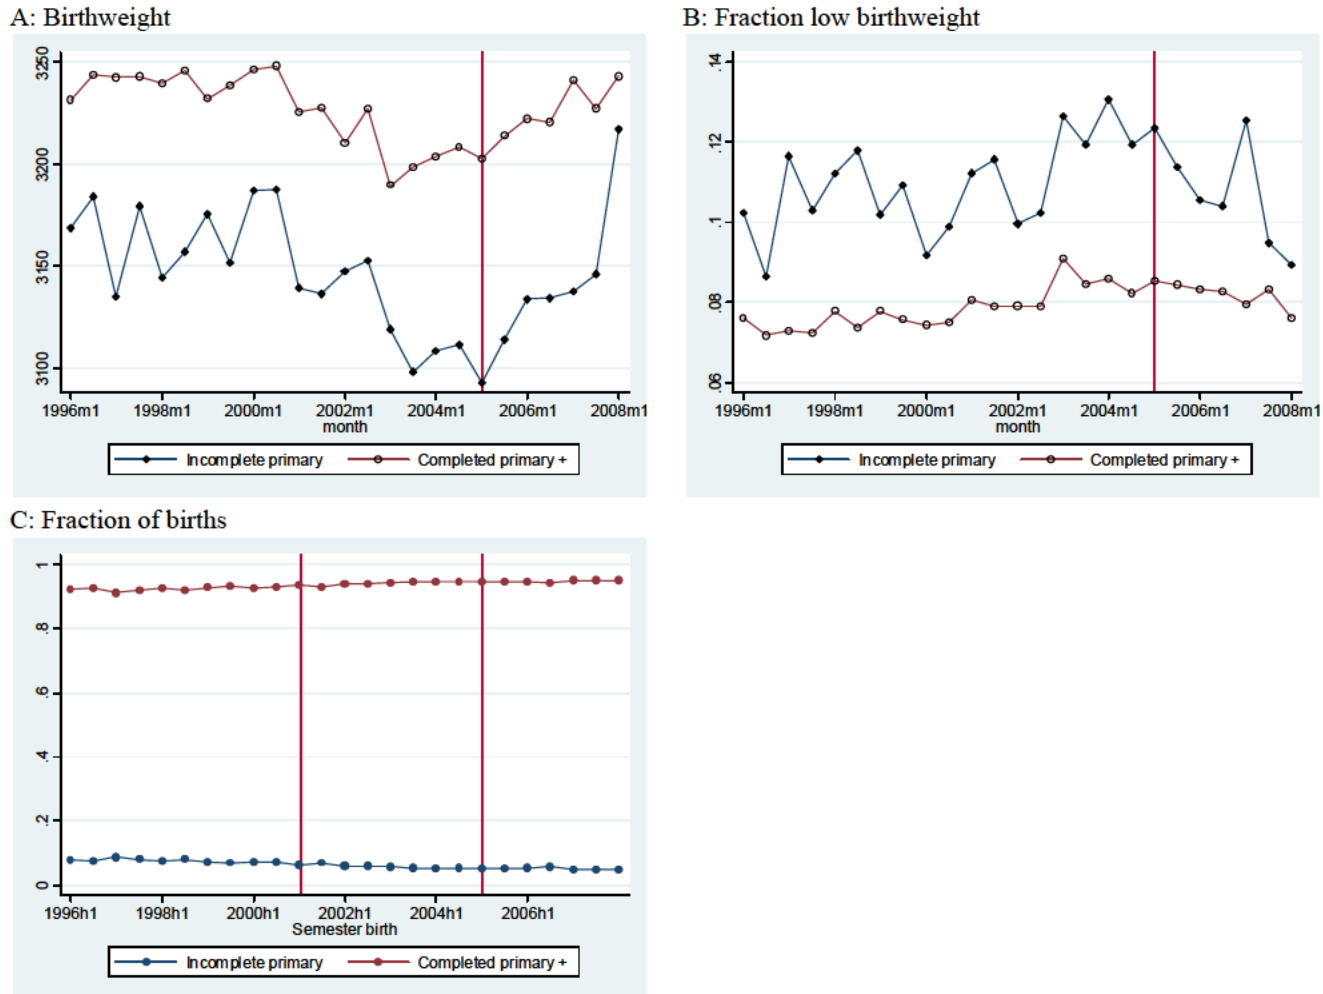 A: Birthweight
3250
3200
3150
3100
1996m1 1998m1 2000m1 2002m1 2004m1 2006m1 2008m1
month
Incomplete primary Completed primary +
B: Fraction low birthweight
.14
.12
.1
.08
.06
1996m1 1998m1 2000m1 2002m1 2004m1 2006m1 2008m1
month
Incomplete primary Completed primary +
C: Fraction of births
1
.8
.6
.4
.2
0
1996h1 1998h1 2000h1 2002h1 2004h1 2006h1
Semester birth
Incomplete primary Completed primary +